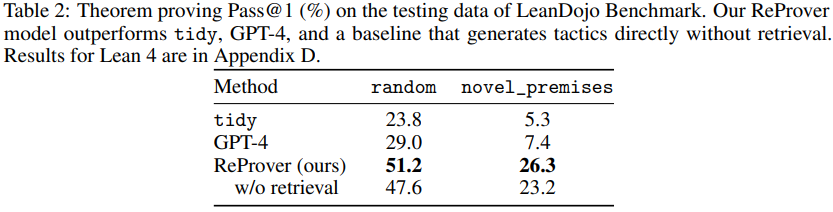 Table 2: Theorem proving Pass@1 (%) on the testing data of LeanDojo Benchmark. Our ReProver
model outperforms tidy, GPT-4, and a baseline that generates tactics directly without retrieval.
Results for Lean 4 are in Appendix D.
Method random novel_premises
tidy 23.8 5.3
GPT-4 29.0 7.4
ReProver (ours) 51.2 26.3
w/o retrieval 47.6 23.2